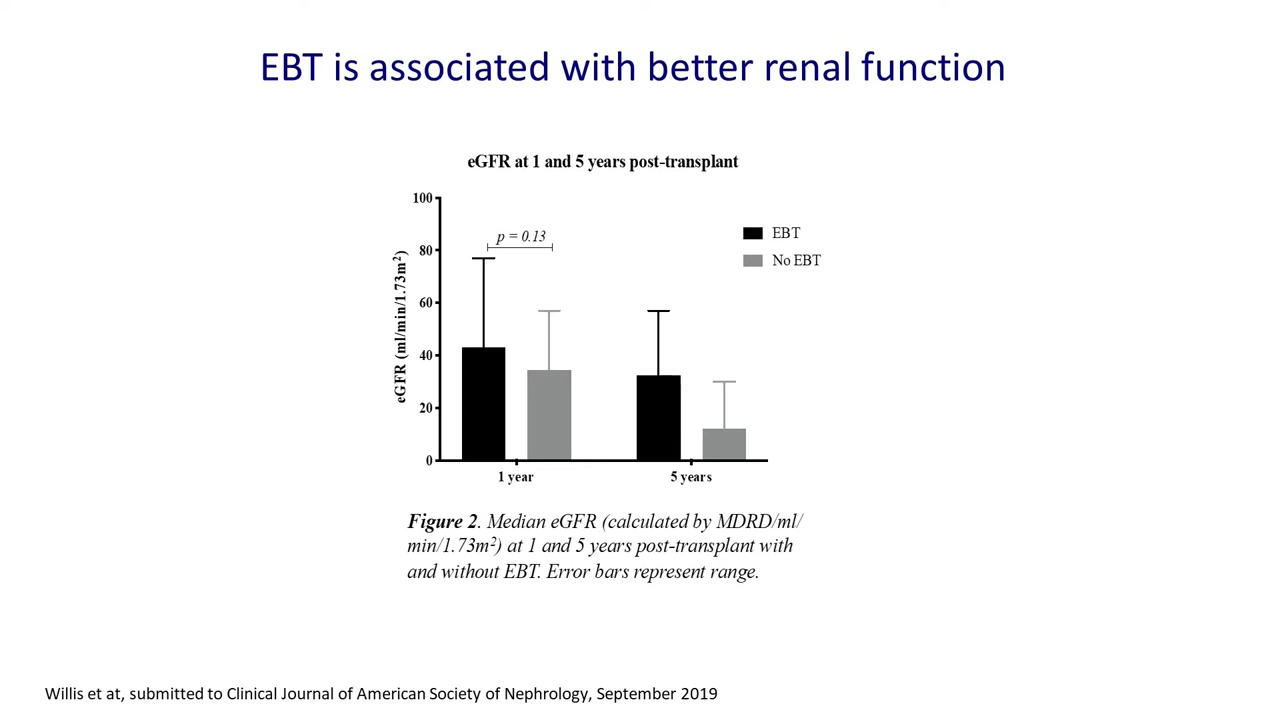 EBT is associated with better renal function
eGFR at 1 and 5 years post-transplant
eGFR (ml/min/1.73m²)
100
80
60
40
20
0
p = 0.13
EBT
No EBT
1 year
5 years
Figure 2. Median eGFR (calculated by MDRD/ml/
min/1.73m²) at 1 and 5 years post-transplant with
and without EBT. Error bars represent range.
Willis et at, submitted to Clinical Journal of American Society of Nephrology, September 2019